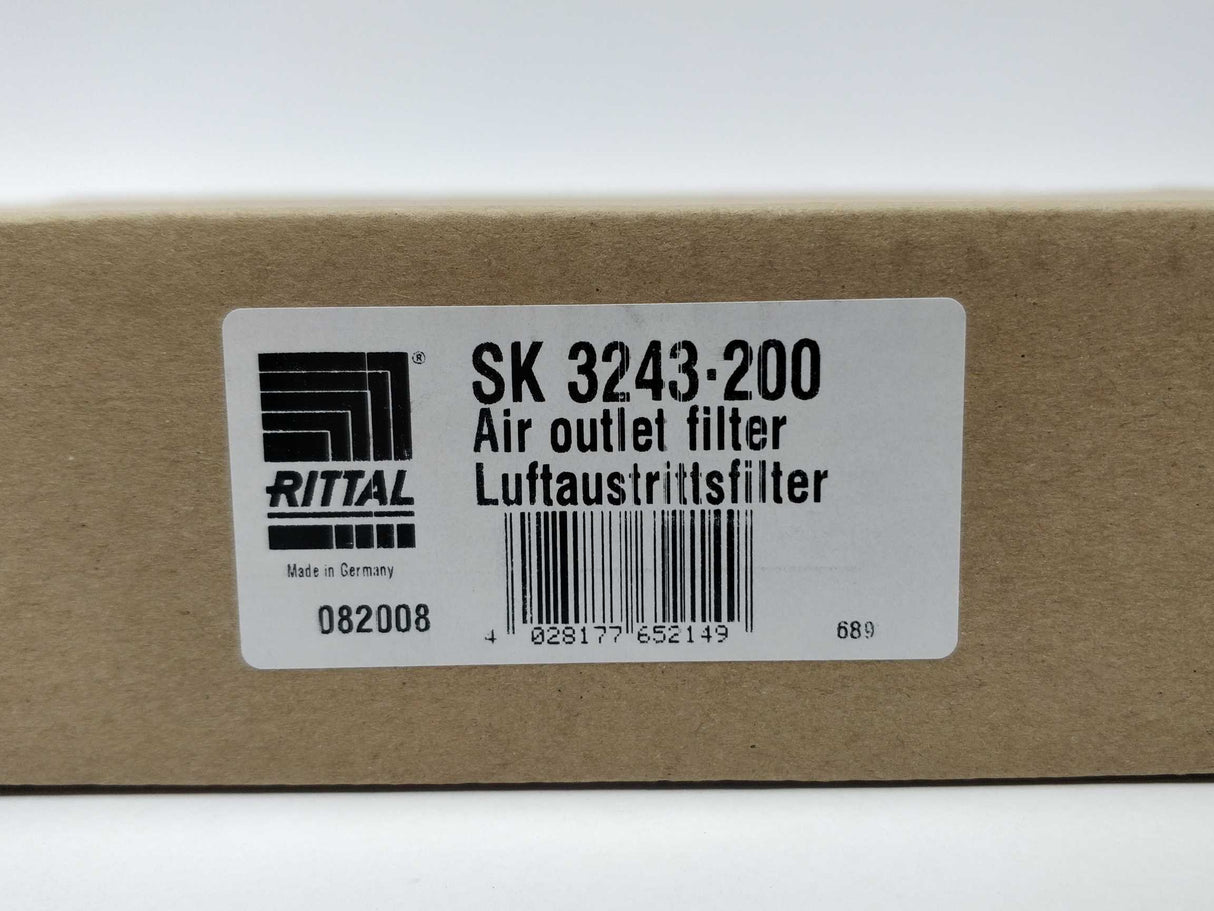 ®
RITTAL
Made in Germany
082008
SK 3243·200
Air outlet filter
Luftaustrittsfilter
4 028177 652149
689